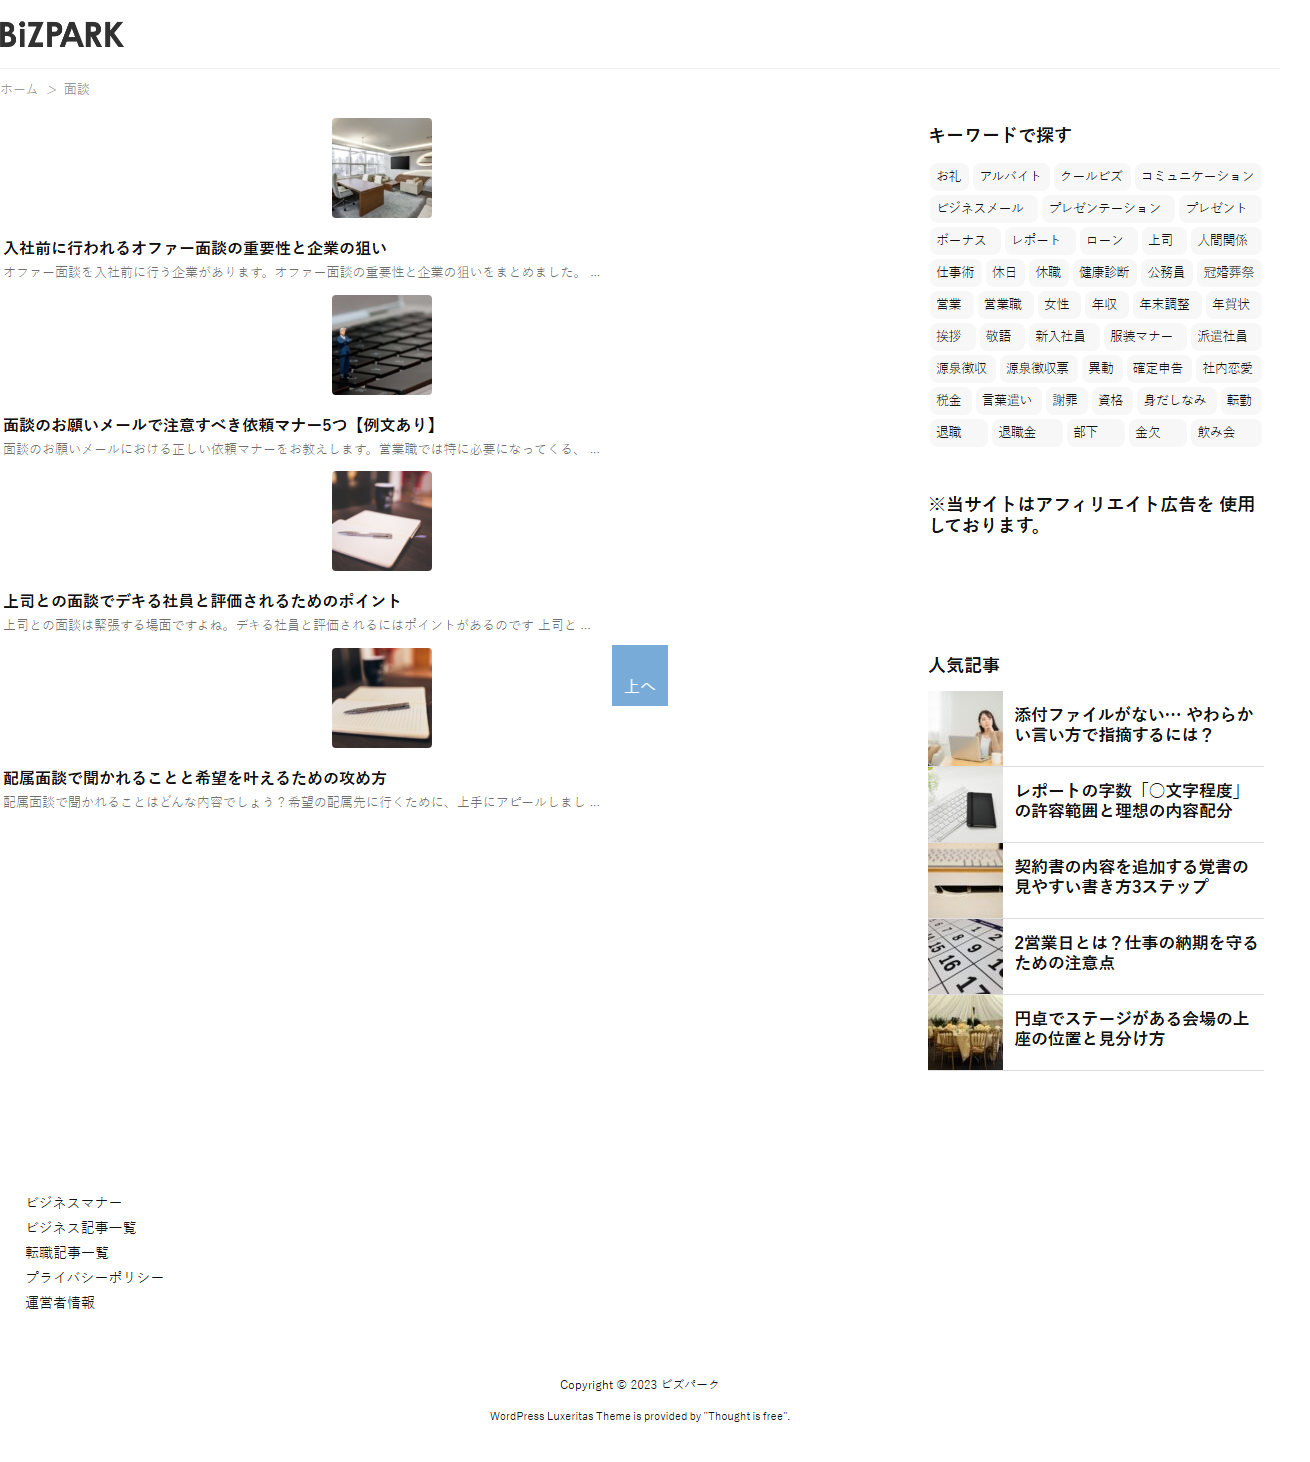 BiZPARK
ホーム > 面談
入社前に行われるオファー面談の重要性と企業の狙い
オファー面談を入社前に行う企業があります。オファー面談の重要性と企業の狙いをまとめました。 ...
面談のお願いメールで注意すべき依頼マナー5つ【例文あり】
面談のお願いメールにおける正しい依頼マナーをお教えします。営業職では特に必要になってくる、 ...
上司との面談でデキる社員と評価されるためのポイント
上司との面談は緊張する場面ですよね。デキる社員と評価されるにはポイントがあるのです 上司と ...
上へ
配属面談で聞かれることと希望を叶えるための攻め方
配属面談で聞かれることはどんな内容でしょう？希望の配属先に行くために、上手にアピールしまし ...
キーワードで探す
お礼 アルバイト クールビズ コミュニケーション
ビジネスメール プレゼンテーション プレゼント
ボーナス レポート ローン 上司 人間関係
仕事術 休日 休職 健康診断 公務員 冠婚葬祭
営業 営業職 女性 年収 年末調整 年賀状
挨拶 敬語 新入社員 服装マナー 派遣社員
源泉徴収 源泉徴収票 異動 確定申告 社内恋愛
税金 言葉遣い 謝罪 資格 身だしなみ 転勤
退職 退職金 部下 金欠 飲み会
※当サイトはアフィリエイト広告を 使用
しております。
人気記事
添付ファイルがない… やわらか
い言い方で指摘するには？
レポートの字数「〇文字程度」
の許容範囲と理想の内容配分
契約書の内容を追加する覚書の
見やすい書き方3ステップ
2営業日とは？仕事の納期を守る
ための注意点
円卓でステージがある会場の上
座の位置と見分け方
ビジネスマナー
ビジネス記事一覧
転職記事一覧
プライバシーポリシー
運営者情報
Copyright © 2023 ビズパーク
WordPress Luxeritas Theme is provided by "Thought is free".